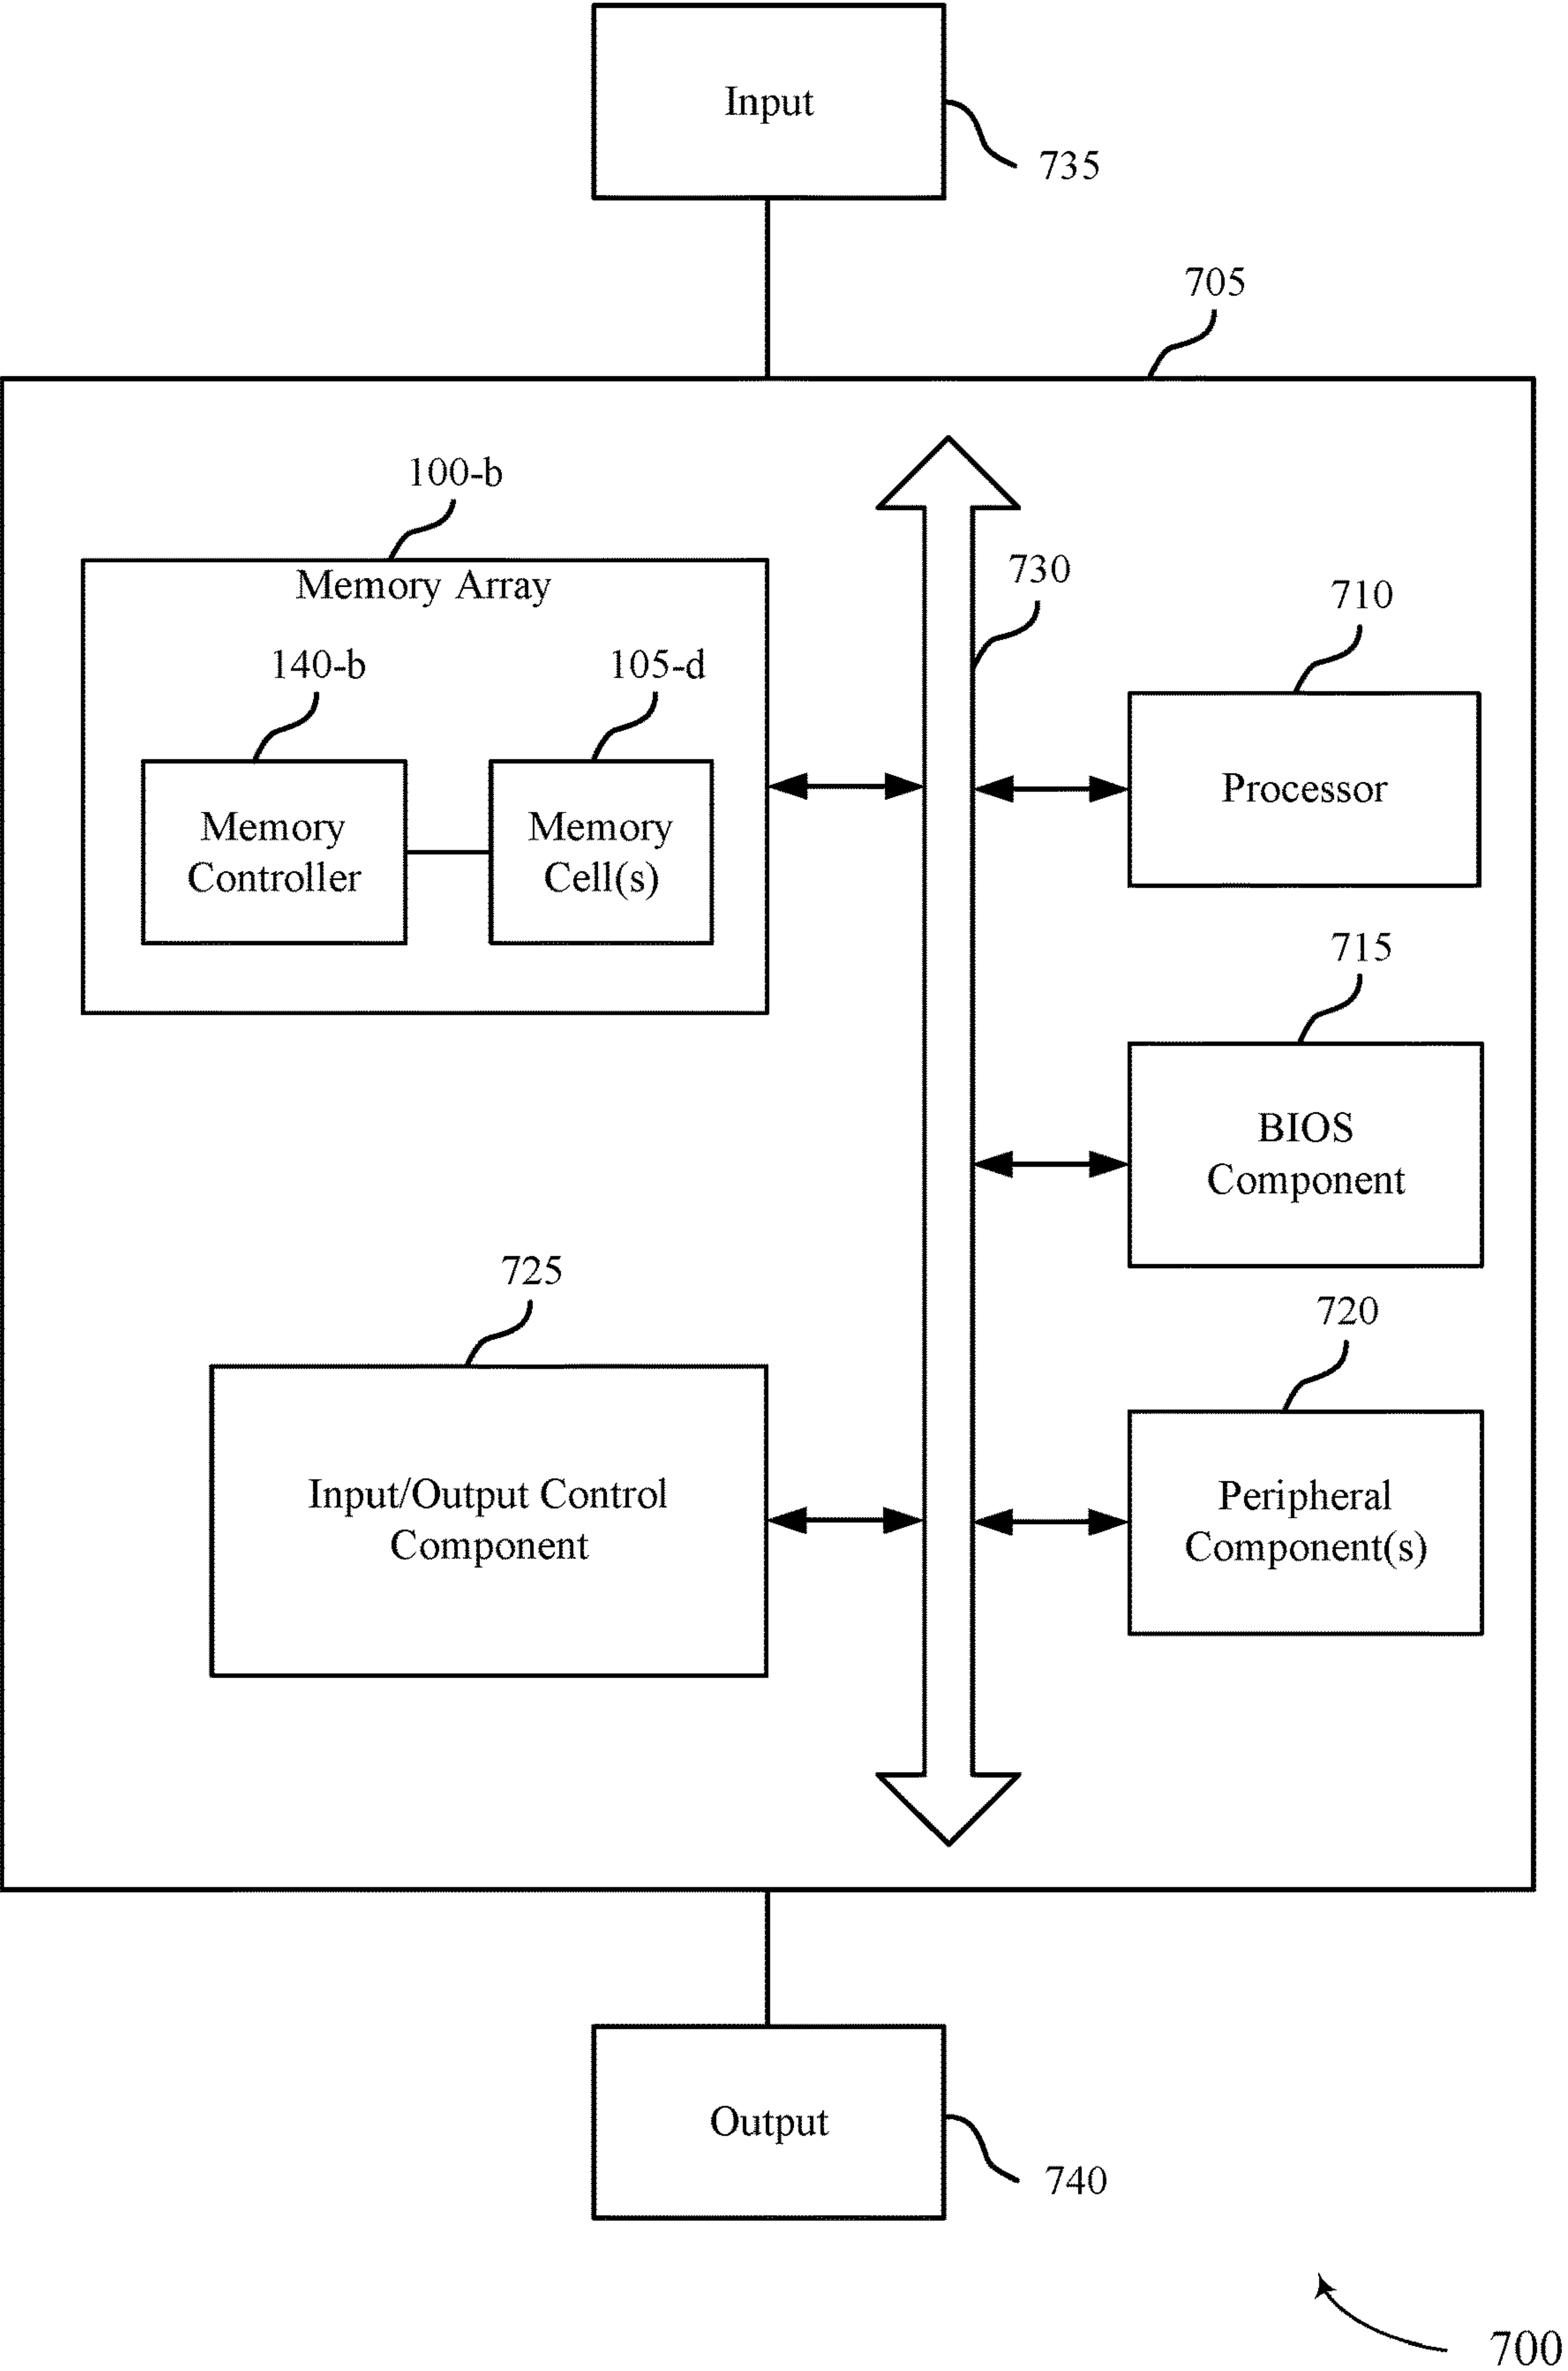 Input
735
705
100-b
Memory Array
730
710
140-b
105-d
Memory
Controller
Memory
Cell(s)
Processor
715
BIOS
Component
725
720
Input/Output Control
Component
Peripheral
Component(s)
Output
740
700